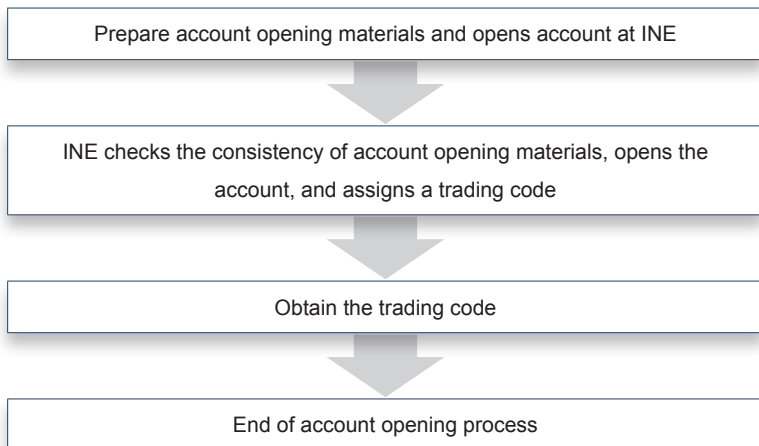 Prepare account opening materials and opens account at INE
INE checks the consistency of account opening materials, opens the
account, and assigns a trading code
Obtain the trading code
End of account opening process